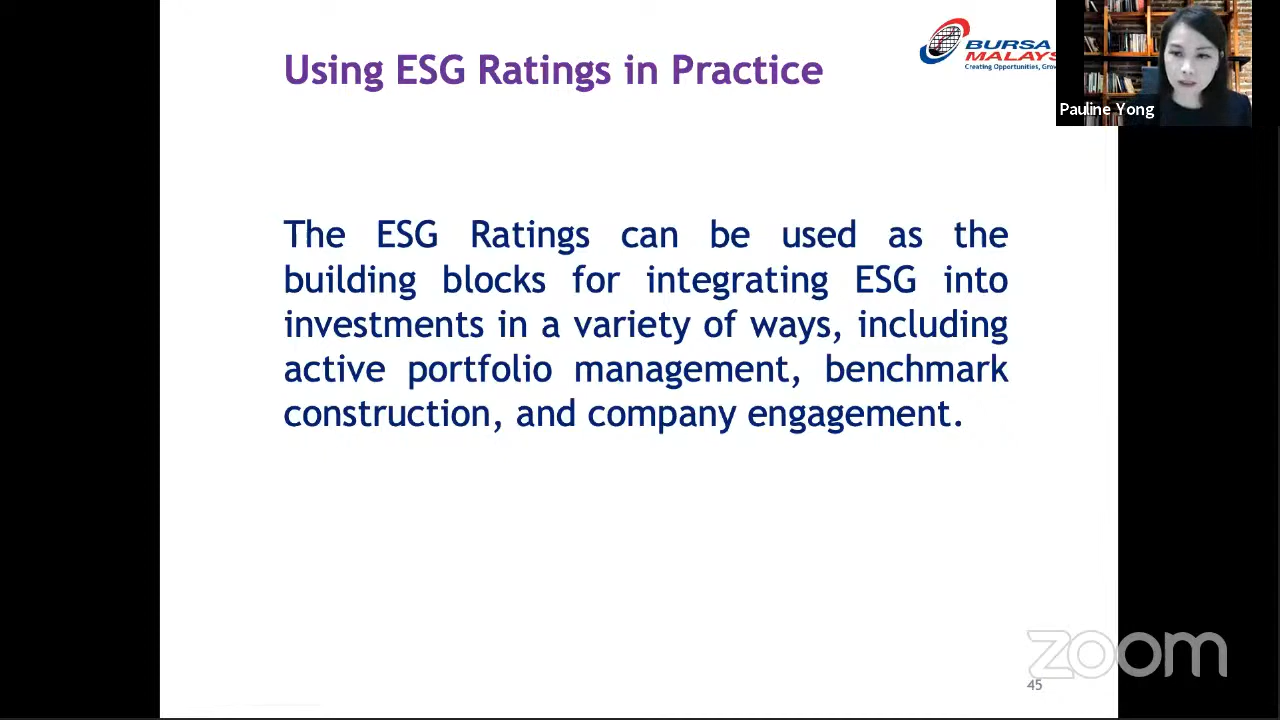 Using ESG Ratings in Practice
BURSA
MALAYS
Creating Opportunities, Grow
Pauline Yong
The ESG Ratings can be used as the
building blocks for integrating ESG into
investments in a variety of ways, including
active portfolio management, benchmark
construction, and company engagement.
zoom
45